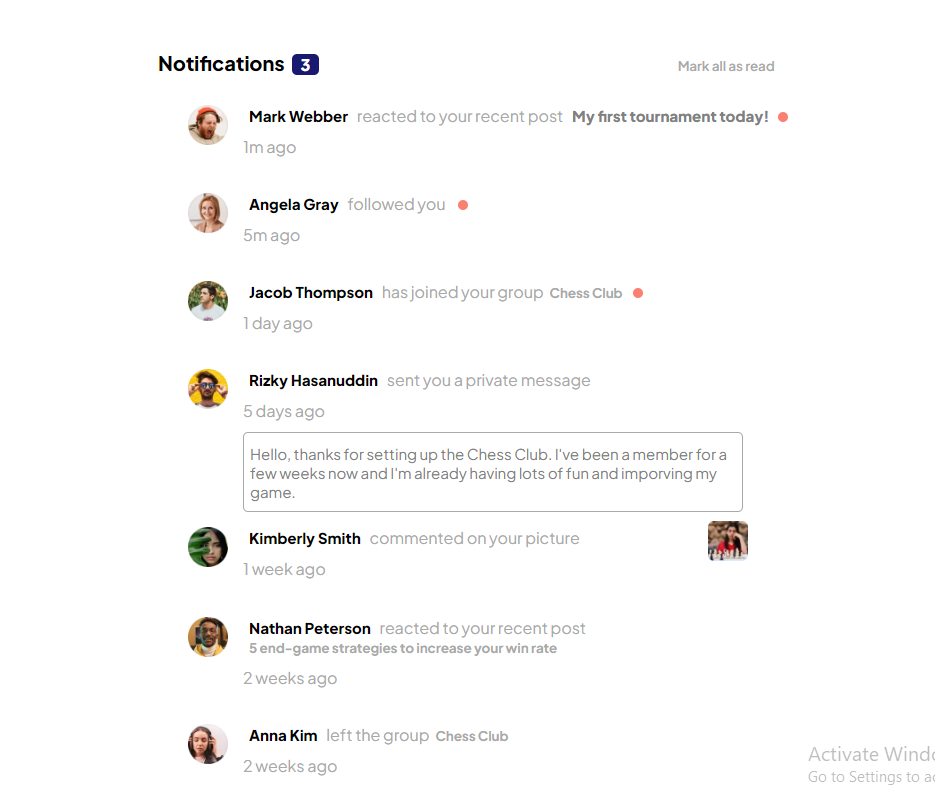 Notifications 3
Mark all as read
Mark Webber reacted to your recent post My first tournament today!
1m ago
Angela Gray followed you
5m ago
Jacob Thompson has joined your group Chess Club
1 day ago
Rizky Hasanuddin sent you a private message
5 days ago
Hello, thanks for setting up the Chess Club. I've been a member for a
few weeks now and I'm already having lots of fun and imporving my
game.
Kimberly Smith commented on your picture
1 week ago
Nathan Peterson reacted to your recent post
5 end-game strategies to increase your win rate
2 weeks ago
Anna Kim left the group Chess Club
2 weeks ago
Activate Windo
Go to Settings to a